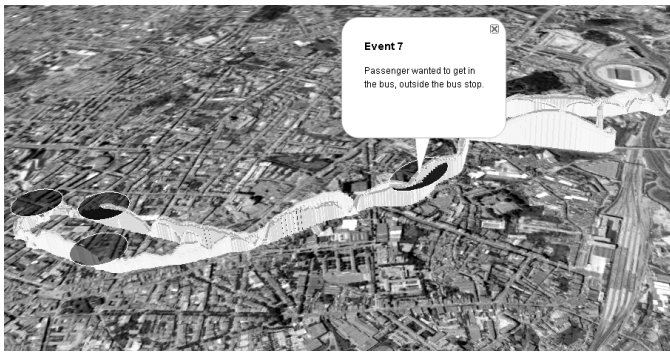 Event 7
Passenger wanted to get in
the bus, outside the bus stop.